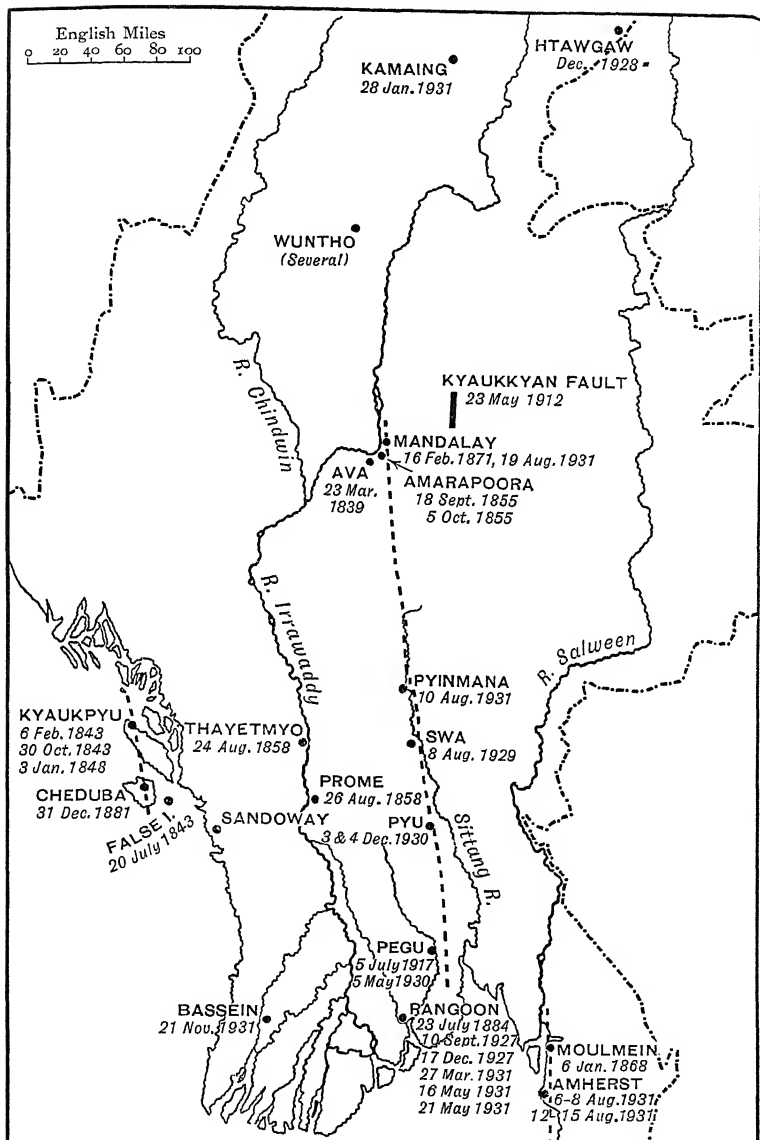 English Miles
0 20 40 60 80 100
HTAWGAW
Dec. 1928
KAMAING
28 Jan. 1931
WUNTHO
(Several)
R. Chindwin
KYAUKKYAN FAULT
23 May 1912
MANDALAY
16 Feb. 1871, 19 Aug. 1931
AVA
23 Mar.
1839
AMARAPOORA
18 Sept. 1855
5 Oct. 1855
R. Irrawaddy
R. Salween
PYINMANA
10 Aug. 1931
KYAUKPYU
6 Feb. 1843
30 Oct. 1843
3 Jan. 1848
THAYETMYO
24 Aug. 1858
SWA
8 Aug. 1929
CHEDUBA
31 Dec. 1881
FALSE I.
20 July 1843
SANDOWAY
PROME
26 Aug. 1858
PYU
3 & 4 Dec. 1930
Sittang R.
PEGU
5 July 1917
5 May 1930
BASSEIN
21 Nov. 1931
RANGOON
23 July 1884
10 Sept. 1927
17 Dec. 1927
27 Mar. 1931
16 May 1931
21 May 1931
MOULMEIN
6 Jan. 1868
AMHERST
6-8 Aug. 1931
12-15 Aug. 1931